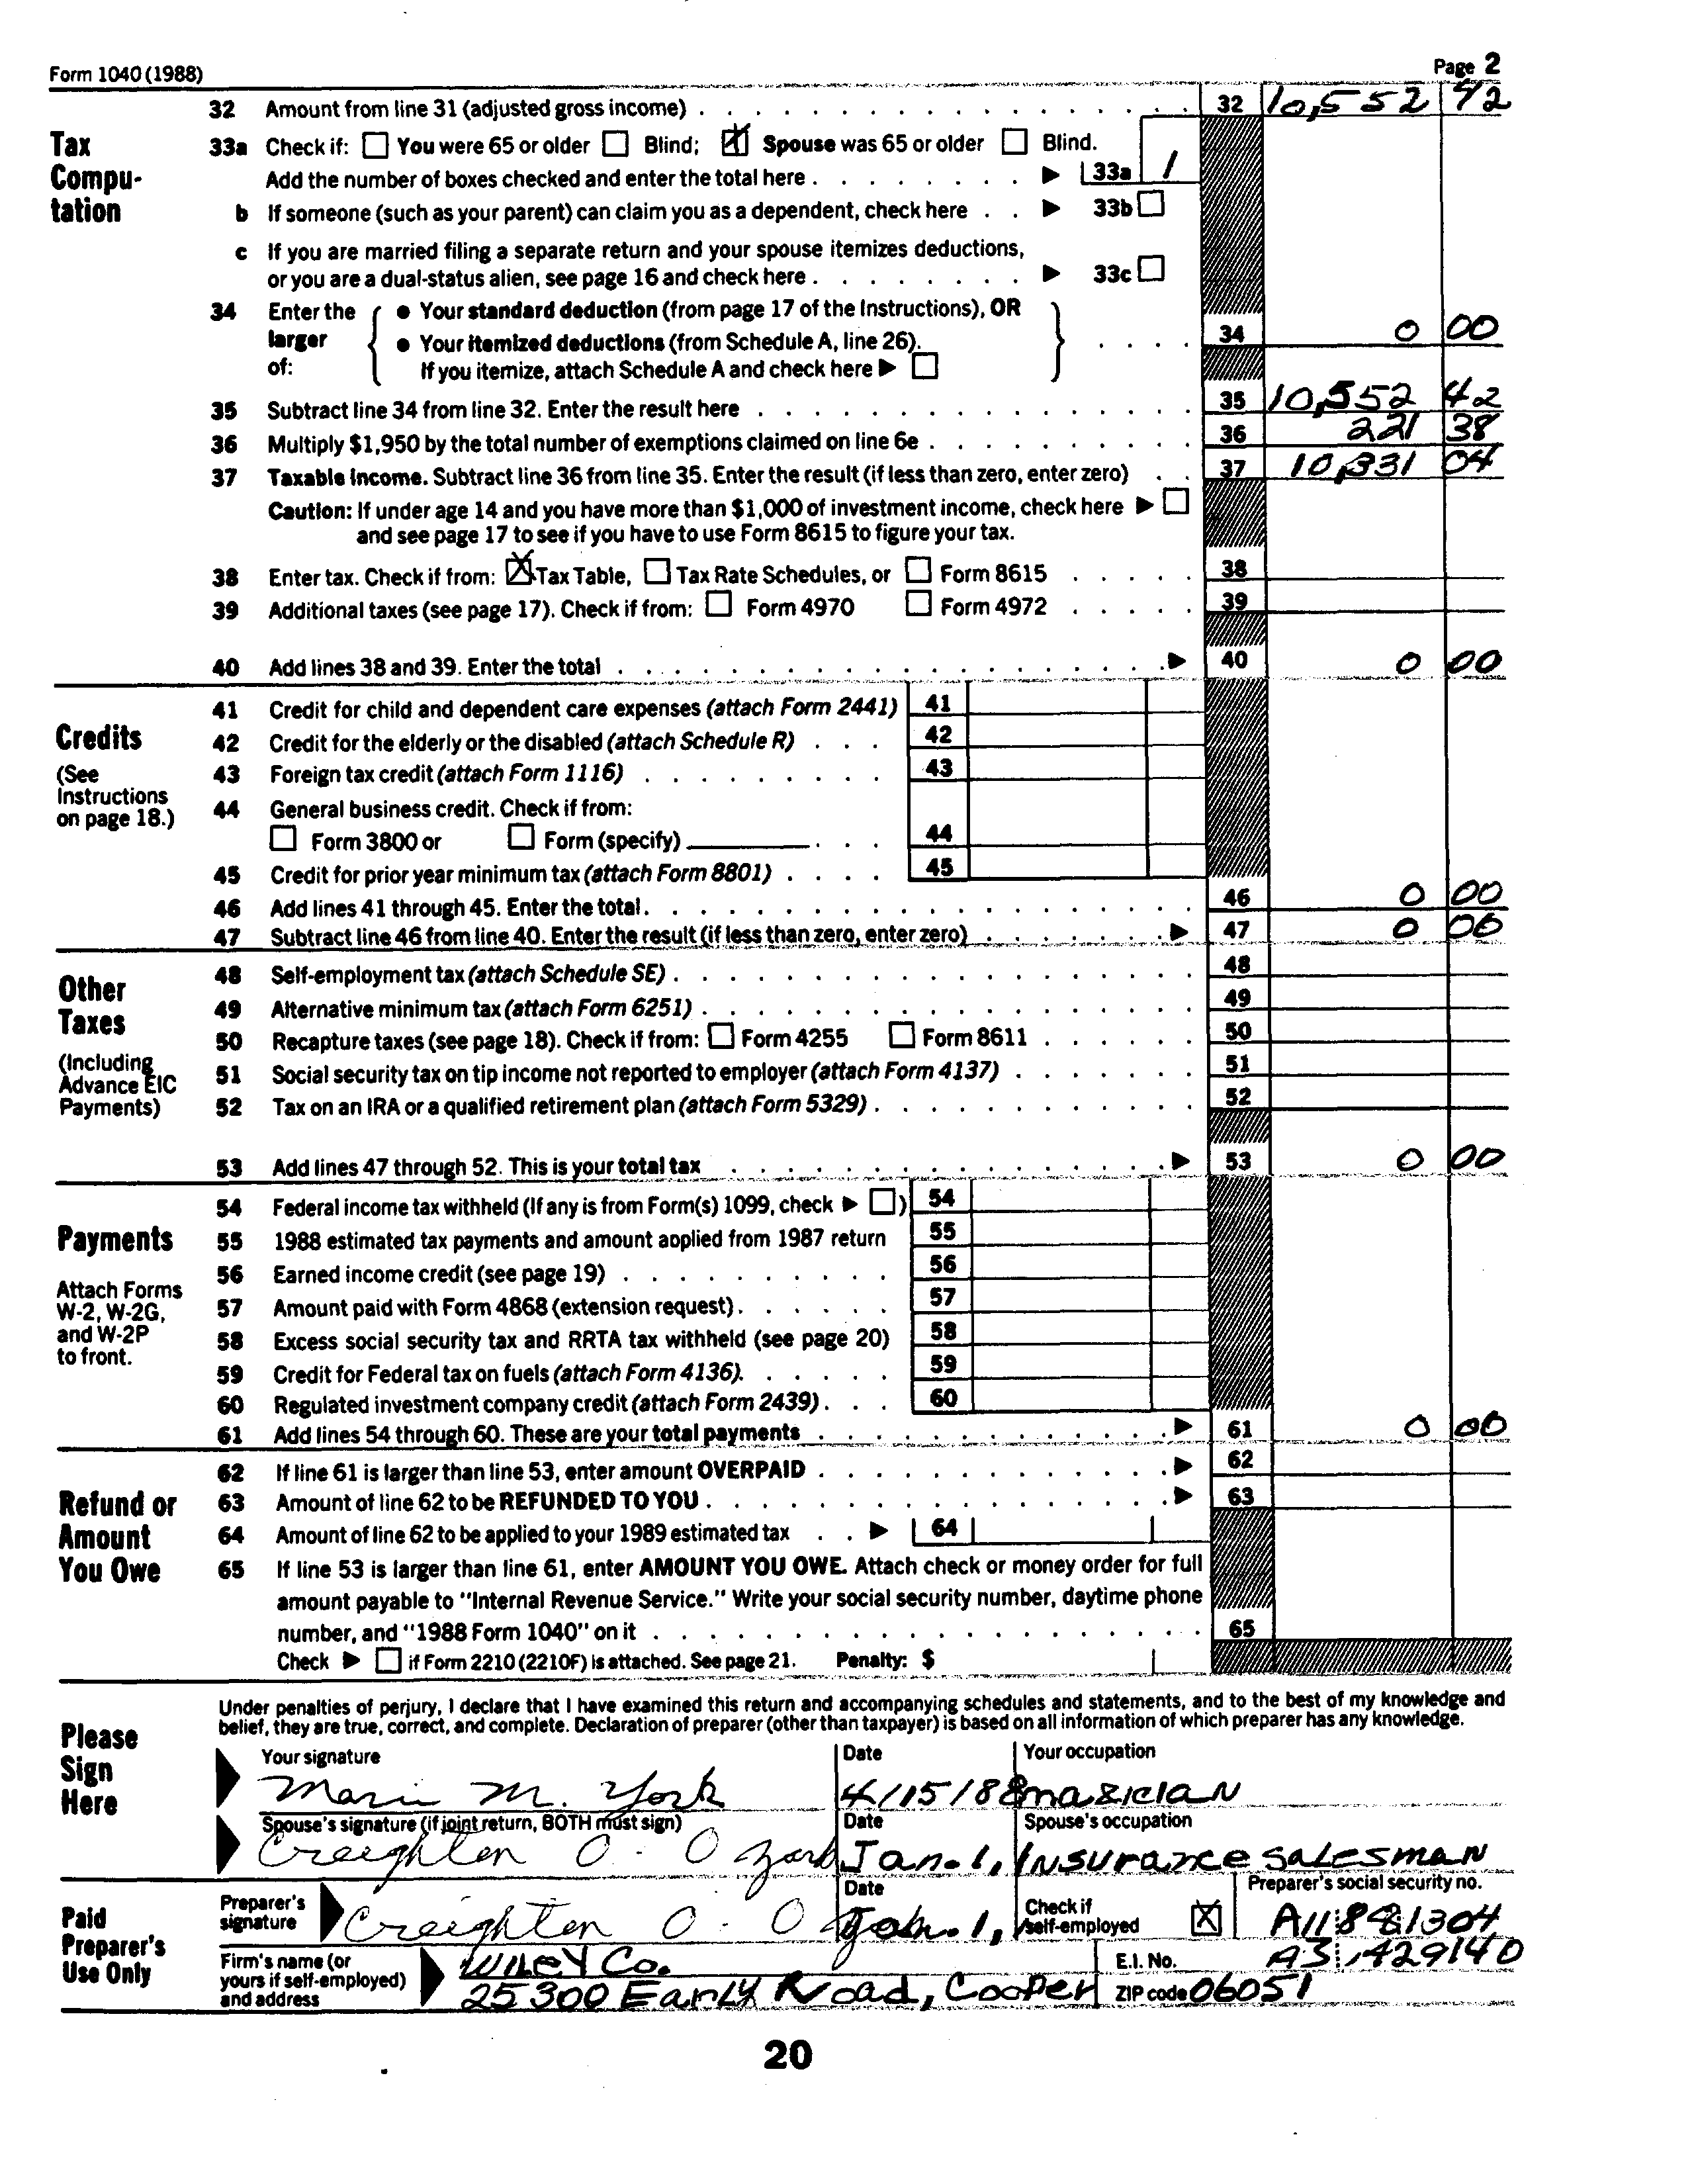 Form 1040 (1988)
Page 2
Tax Compu-tation
32 Amount from line 31 (adjusted gross income) . . . 32 10,552 42
33a Check if: ☐ You were 65 or older ☐ Blind; ☒ Spouse was 65 or older ☐ Blind.
Add the number of boxes checked and enter the total here . . . ▶ 33a 1
b If someone (such as your parent) can claim you as a dependent, check here . . ▶ 33b ☐
c If you are married filing a separate return and your spouse itemizes deductions,
or you are a dual-status alien, see page 16 and check here . . . ▶ 33c ☐
34 Enter the larger of:
● Your standard deduction (from page 17 of the Instructions), OR
● Your itemized deductions (from Schedule A, line 26).
If you itemize, attach Schedule A and check here ▶ ☐
34 0 00
35 Subtract line 34 from line 32. Enter the result here . . . 35 10,552 42
36 Multiply $1,950 by the total number of exemptions claimed on line 6e . . . 36 221 38
37 Taxable income. Subtract line 36 from line 35. Enter the result (if less than zero, enter zero) . . 37 10,331 04
Caution: If under age 14 and you have more than $1,000 of investment income, check here ▶ ☐
and see page 17 to see if you have to use Form 8615 to figure your tax.
38 Enter tax. Check if from: ☒ Tax Table, ☐ Tax Rate Schedules, or ☐ Form 8615 . . . 38
39 Additional taxes (see page 17). Check if from: ☐ Form 4970 ☐ Form 4972 . . . 39
40 Add lines 38 and 39. Enter the total . . . ▶ 40 0 00
Credits
(See Instructions on page 18.)
41 Credit for child and dependent care expenses (attach Form 2441) 41
42 Credit for the elderly or the disabled (attach Schedule R) . . . 42
43 Foreign tax credit (attach Form 1116) . . . 43
44 General business credit. Check if from:
☐ Form 3800 or ☐ Form (specify) . . . 44
45 Credit for prior year minimum tax (attach Form 8801) . . . 45
46 Add lines 41 through 45. Enter the total. . . . 46 0 00
47 Subtract line 46 from line 40. Enter the result (if less than zero, enter zero) . . . ▶ 47 0 00
Other Taxes
(Including Advance EIC Payments)
48 Self-employment tax (attach Schedule SE) . . . 48
49 Alternative minimum tax (attach Form 6251) . . . 49
50 Recapture taxes (see page 18). Check if from: ☐ Form 4255 ☐ Form 8611 . . . 50
51 Social security tax on tip income not reported to employer (attach Form 4137) . . . 51
52 Tax on an IRA or a qualified retirement plan (attach Form 5329) . . . 52
53 Add lines 47 through 52. This is your total tax . . . ▶ 53 0 00
Payments
Attach Forms W-2, W-2G, and W-2P to front.
54 Federal income tax withheld (If any is from Form(s) 1099, check ▶ ☐) 54
55 1988 estimated tax payments and amount applied from 1987 return 55
56 Earned income credit (see page 19) . . . 56
57 Amount paid with Form 4868 (extension request) . . . 57
58 Excess social security tax and RRTA tax withheld (see page 20) 58
59 Credit for Federal tax on fuels (attach Form 4136). . . . 59
60 Regulated investment company credit (attach Form 2439) . . . 60
61 Add lines 54 through 60. These are your total payments . . . ▶ 61 0 00
Refund or Amount You Owe
62 If line 61 is larger than line 53, enter amount OVERPAID . . . ▶ 62
63 Amount of line 62 to be REFUNDED TO YOU . . . ▶ 63
64 Amount of line 62 to be applied to your 1989 estimated tax . . ▶ 64
65 If line 53 is larger than line 61, enter AMOUNT YOU OWE. Attach check or money order for full
amount payable to "Internal Revenue Service." Write your social security number, daytime phone
number, and "1988 Form 1040" on it . . . 65
Check ▶ ☐ if Form 2210 (2210F) is attached. See page 21. Penalty: $
Please Sign Here
Under penalties of perjury, I declare that I have examined this return and accompanying schedules and statements, and to the best of my knowledge and
belief, they are true, correct, and complete. Declaration of preparer (other than taxpayer) is based on all information of which preparer has any knowledge.
Your signature Date Your occupation
Marie M. York 4/15/88 magician
Spouse's signature (if joint return, BOTH must sign) Date Spouse's occupation
Creighton O. Ozark Jan. 1, Insurance Salesman
Paid Preparer's Use Only
Preparer's signature Creighton O. O Date Jan. 1, Check if self-employed ☒ Preparer's social security no. A118881304
Firm's name (or yours if self-employed) and address
Wiley Co. E.I. No. A3 1429140
25300 Early Road, Cooper ZIP code 06051
20